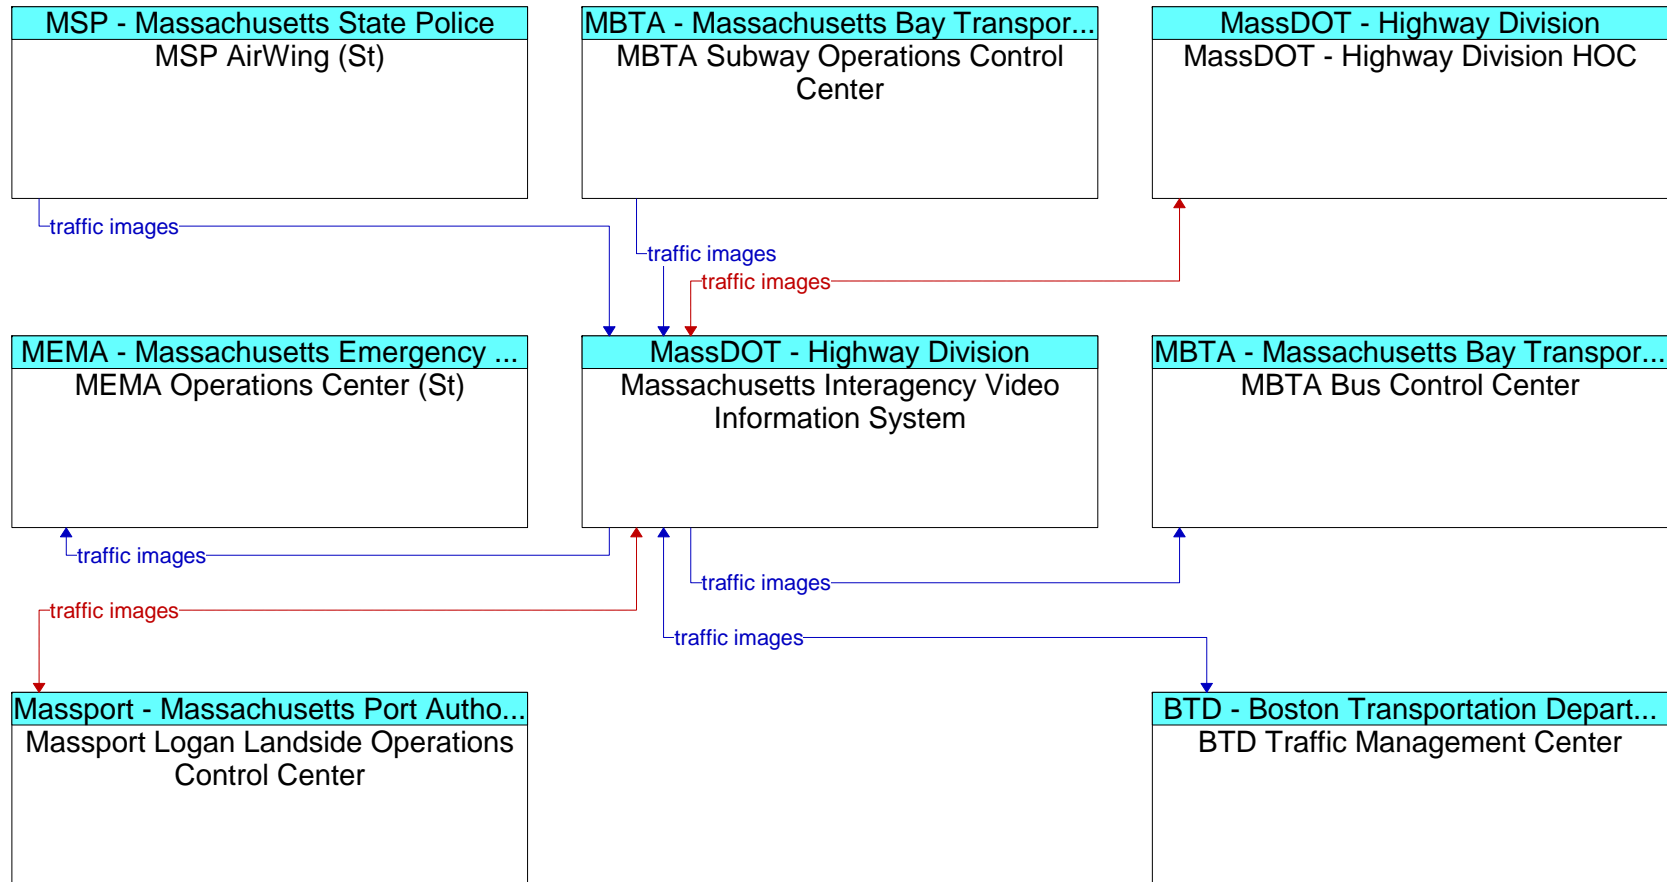 MSP - Massachusetts State Police
MSP AirWing (St)
MBTA - Massachusetts Bay Transpor...
MBTA Subway Operations Control
Center
MassDOT - Highway Division
MassDOT - Highway Division HOC
traffic images
traffic images
traffic images
MEMA - Massachusetts Emergency ...
MEMA Operations Center (St)
MassDOT - Highway Division
Massachusetts Interagency Video
Information System
MBTA - Massachusetts Bay Transpor...
MBTA Bus Control Center
traffic images
traffic images
traffic images
traffic images
Massport - Massachusetts Port Autho...
Massport Logan Landside Operations
Control Center
BTD - Boston Transportation Depart...
BTD Traffic Management Center